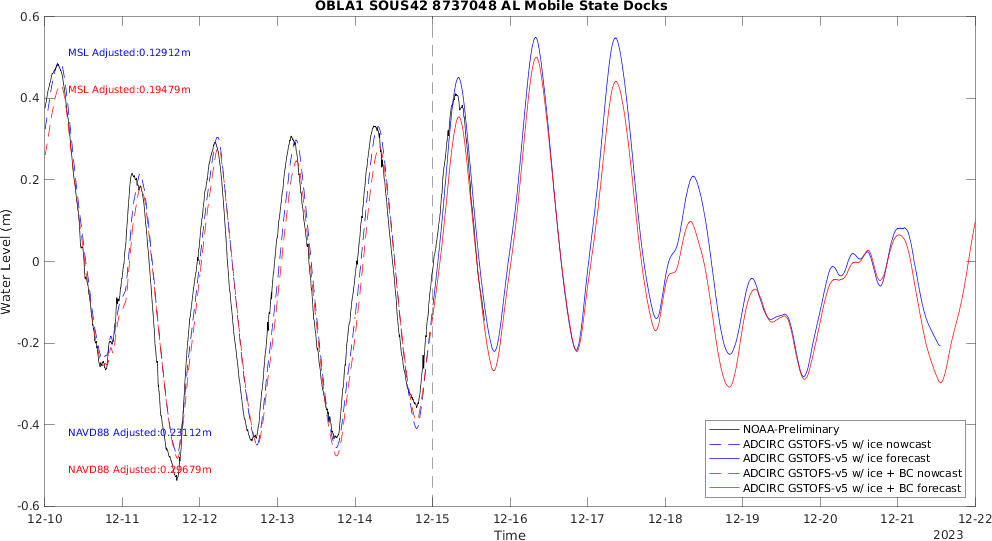 OBLA1 SOUS42 8737048 AL Mobile State Docks
Water Level (m)
0.6
0.4
0.2
0
-0.2
-0.4
-0.6
MSL Adjusted:0.12912m
MSL Adjusted:0.19479m
NAVD88 Adjusted:0.23112m
NAVD88 Adjusted:0.29679m
NOAA-Preliminary
ADCIRC GSTOFS-v5 w/ ice nowcast
ADCIRC GSTOFS-v5 w/ ice forecast
ADCIRC GSTOFS-v5 w/ ice + BC nowcast
ADCIRC GSTOFS-v5 w/ ice + BC forecast
12-10 12-11 12-12 12-13 12-14 12-15 12-16 12-17 12-18 12-19 12-20 12-21 12-22
Time
2023